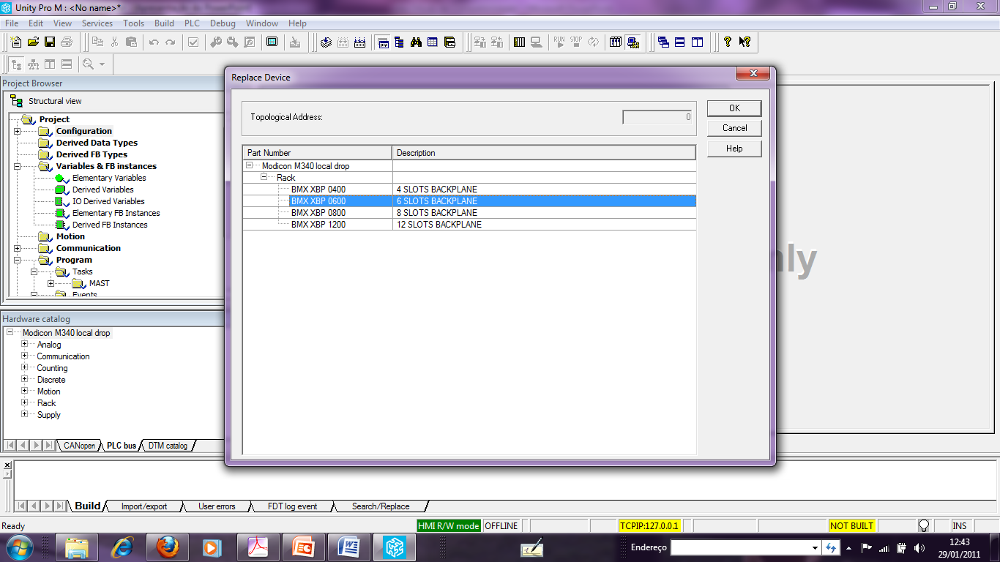 Unity Pro M : <No name>*
File Edit View Services Tools Build PLC Debug Window Help
RUN STOP
Project Browser
Structural view
Project
Configuration
Derived Data Types
Derived FB Types
Variables & FB instances
Elementary Variables
Derived Variables
IO Derived Variables
Elementary FB Instances
Derived FB Instances
Motion
Communication
Program
Tasks
MAST
Events
Hardware catalog
Modicon M340 local drop
Analog
Communication
Counting
Discrete
Motion
Rack
Supply
CANopen PLC bus DTM catalog
Replace Device
Topological Address: 0
OK
Cancel
Help
Part Number Description
Modicon M340 local drop
Rack
BMX XBP 0400 4 SLOTS BACKPLANE
BMX XBP 0600 6 SLOTS BACKPLANE
BMX XBP 0800 8 SLOTS BACKPLANE
BMX XBP 1200 12 SLOTS BACKPLANE
Build Import/export User errors FDT log event Search/Replace
Ready HMI R/W mode OFFLINE TCPIP:127.0.0.1 NOT BUILT INS
Endereço 12:43
29/01/2011